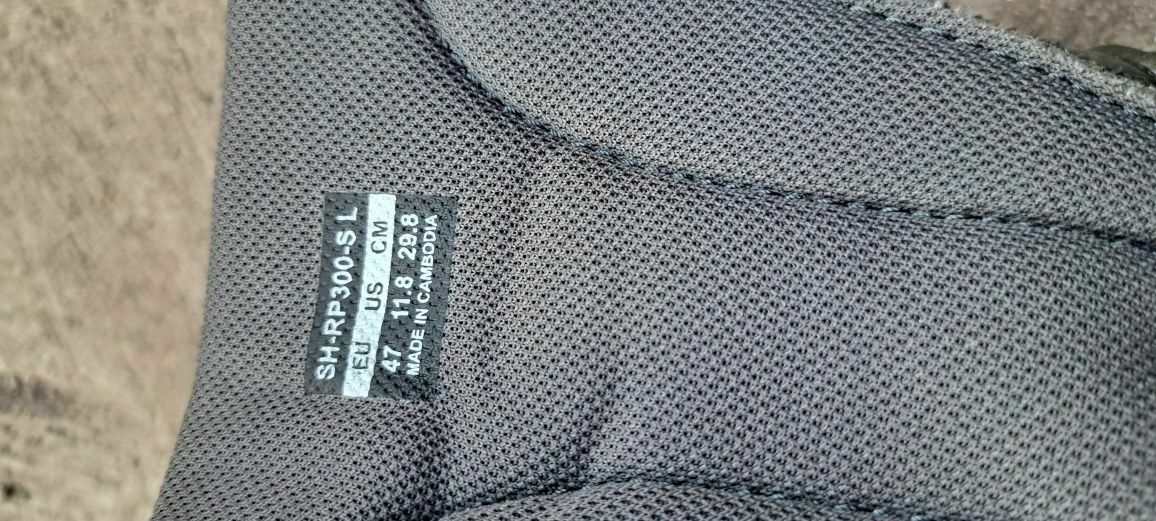 SH-RP300-S L
EU US CM
47 11.8 29.8
MADE IN CAMBODIA